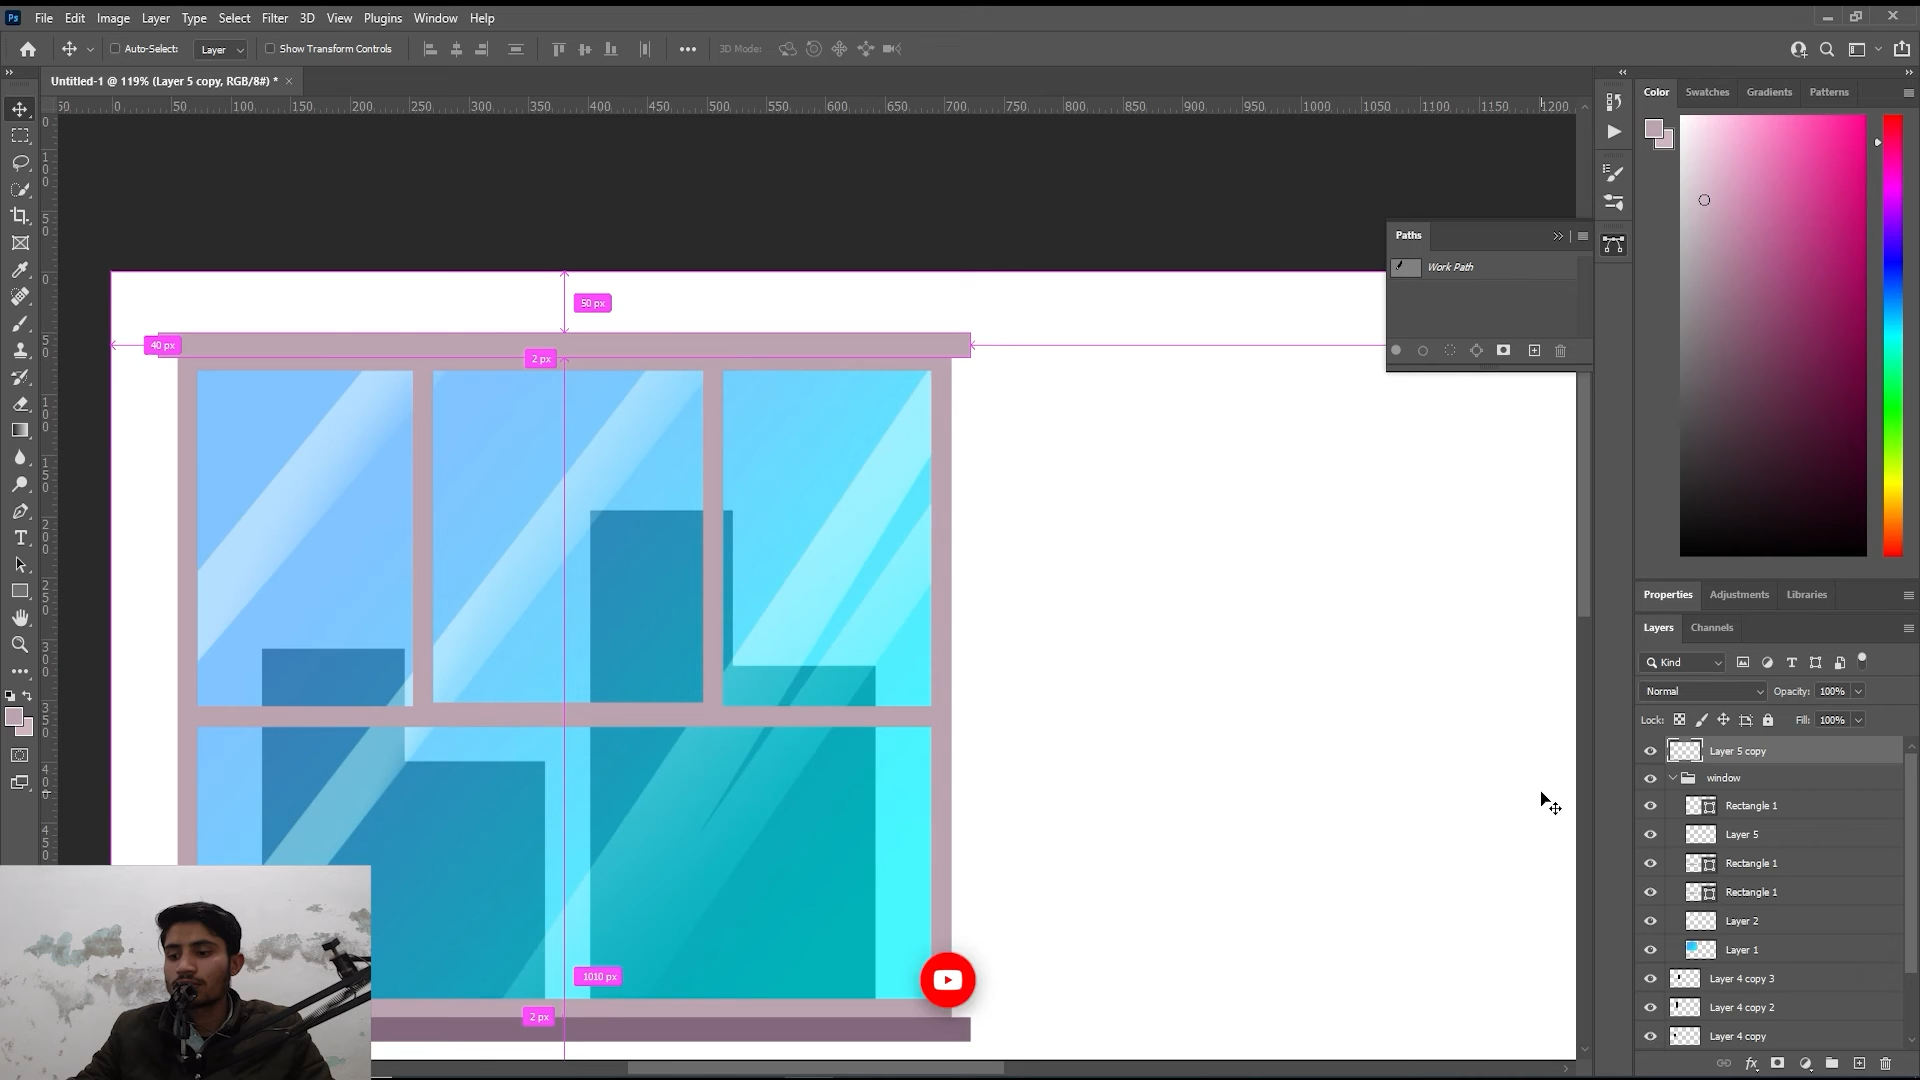 Ps File Edit Image Layer Type Select Filter 3D View Plugins Window Help
Auto-Select: Layer Show Transform Controls 3D Mode:
Untitled-1 @ 119% (Layer 5 copy, RGB/8#) *
50 0 50 100 150 200 250 300 350 400 450 500 550 600 650 700 750 800 850 900 950 1000 1050 1100 1150 1200
Color Swatches Gradients Patterns
Paths
Work Path
50 px
40 px
2 px
Properties Adjustments Libraries
Layers Channels
Kind
Normal Opacity: 100%
Lock: Fill: 100%
Layer 5 copy
window
Rectangle 1
Layer 5
Rectangle 1
Rectangle 1
Layer 2
Layer 1
Layer 4 copy 3
Layer 4 copy 2
Layer 4 copy
1010 px
2 px